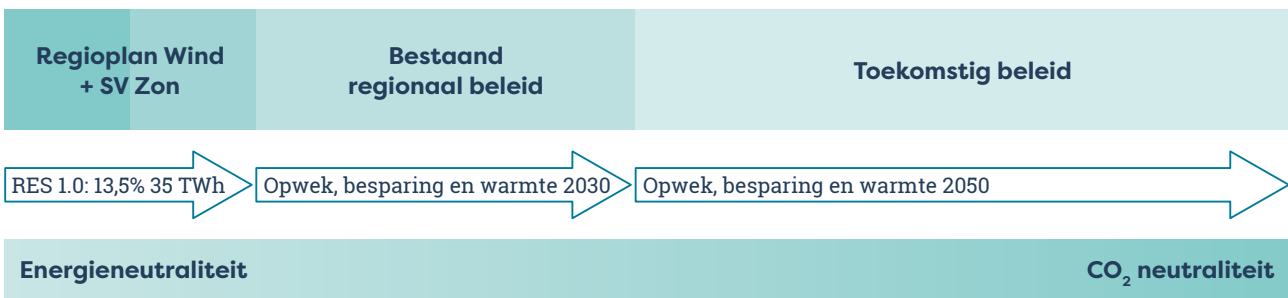 Regioplan Wind
+ SV Zon
Bestaand
regionaal beleid
Toekomstig beleid
RES 1.0: 13,5% 35 TWh
Opwek, besparing en warmte 2030
Opwek, besparing en warmte 2050
Energieneutraliteit
CO₂ neutraliteit